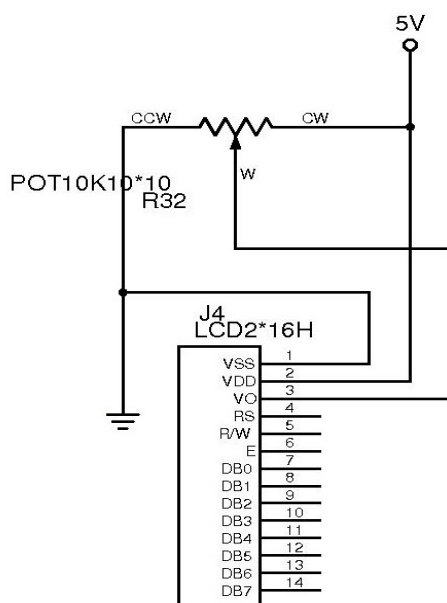 5V
CCW
CW
W
POT10K10*10
R32
J4
LCD2*16H
VSS 1
VDD 2
VO 3
RS 4
R/W 5
E 6
DB0 7
DB1 8
DB2 9
DB3 10
DB4 11
DB5 12
DB6 13
DB7 14